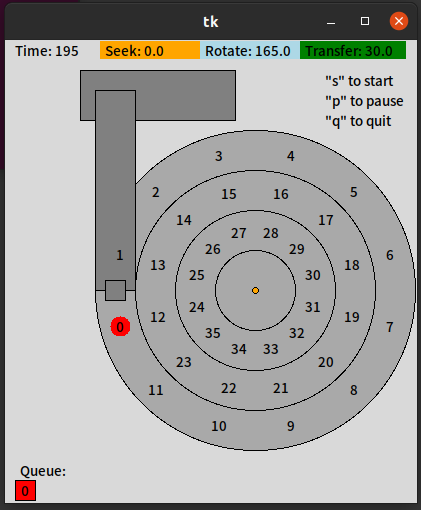 tk
Time: 195 Seek: 0.0 Rotate: 165.0 Transfer: 30.0
"s" to start
"p" to pause
"q" to quit
3 4
2 15 16 5
14 17
27 28
26 29
1 6
13 18
25 30
24 31
12 19
0 7
35 32
34 33
23 20
11 22 21 8
10 9
Queue:
0